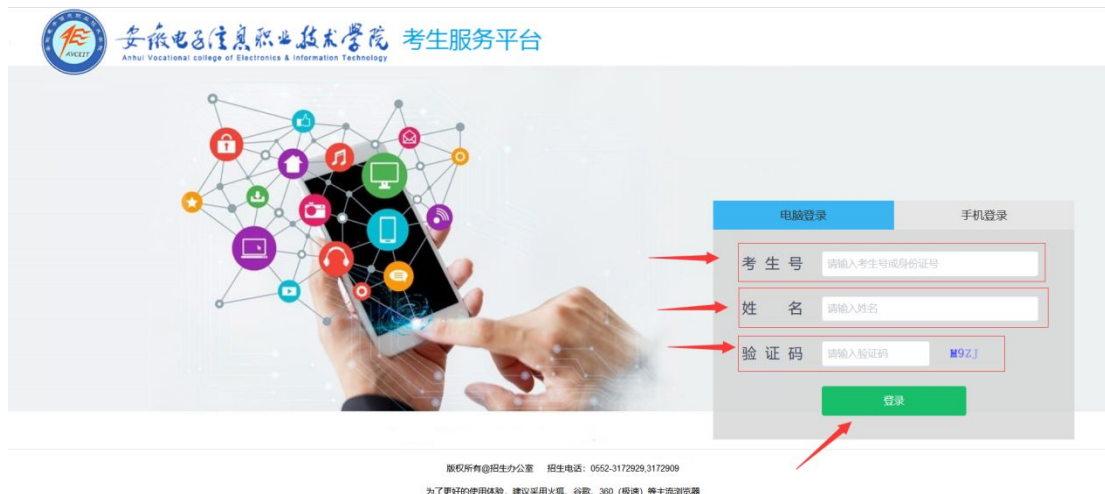 AVCEIT
安徽电子信息职业技术学院 考生服务平台
Anhui Vocational college of Electronics & Information Technology
电脑登录 手机登录
考生号 请输入考生号或身份证号
姓名 请输入姓名
验证码 请输入验证码 M9ZJ
登录
版权所有@招生办公室 招生电话：0552-3172929,3172909
为了更好的使用体验，建议采用火狐、谷歌、360（极速）等主流浏览器